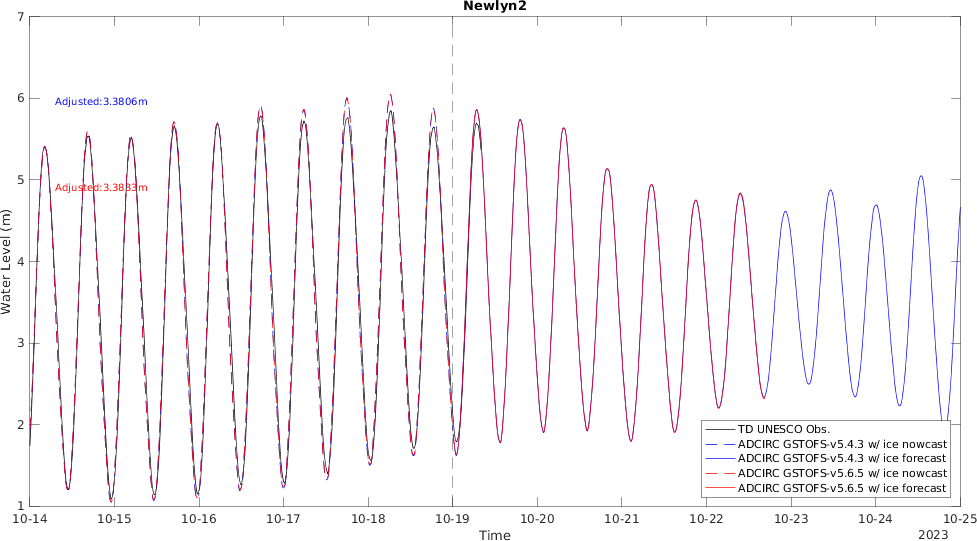 Newlyn2
7
6
5
4
3
2
1
Water Level (m)
Adjusted:3.3806m
Adjusted:3.3833m
TD UNESCO Obs.
ADCIRC GSTOFS-v5.4.3 w/ ice nowcast
ADCIRC GSTOFS-v5.4.3 w/ ice forecast
ADCIRC GSTOFS-v5.6.5 w/ ice nowcast
ADCIRC GSTOFS-v5.6.5 w/ ice forecast
10-14 10-15 10-16 10-17 10-18 10-19 10-20 10-21 10-22 10-23 10-24 10-25
Time
2023